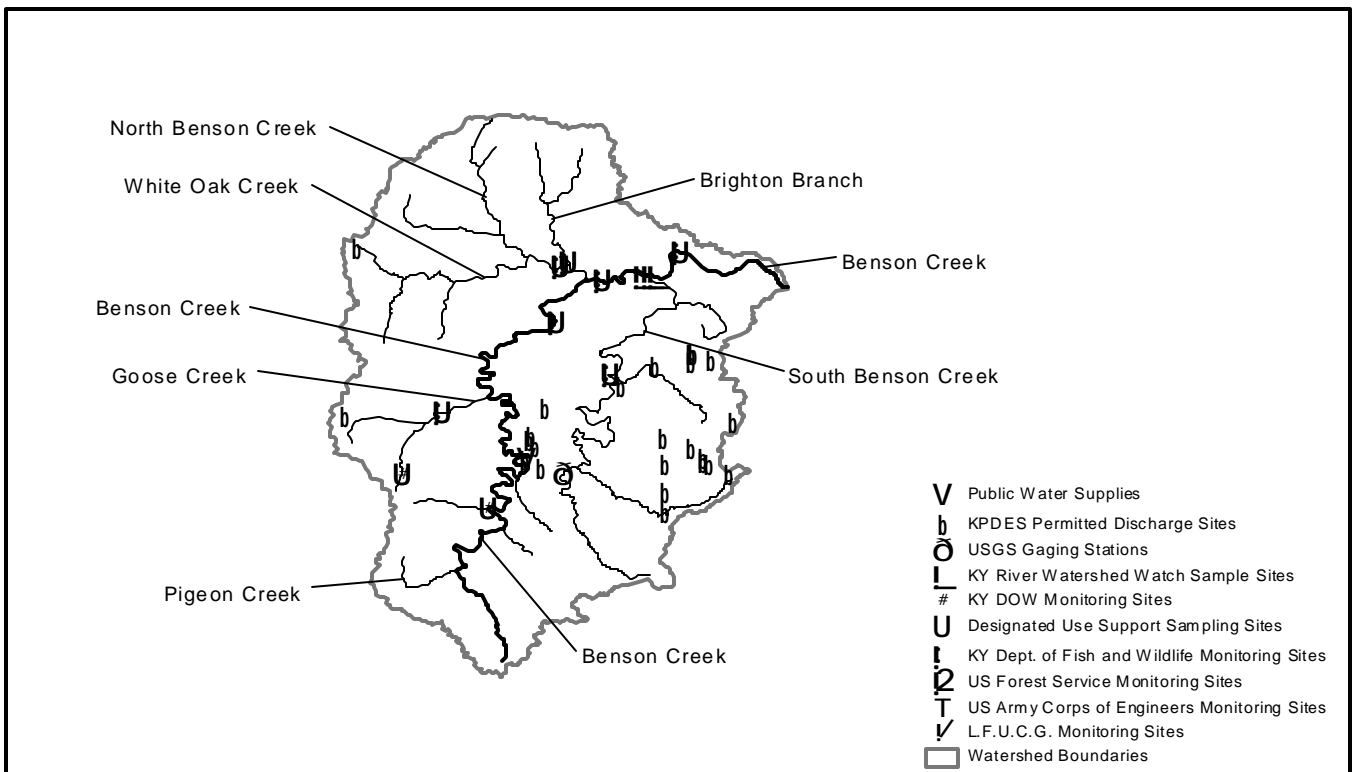 North Benson Creek
White Oak Creek
Brighton Branch
Benson Creek
Benson Creek
Goose Creek
South Benson Creek
Pigeon Creek
Benson Creek
V Public Water Supplies
b KPDES Permitted Discharge Sites
USGS Gaging Stations
KY River Watershed Watch Sample Sites
# KY DOW Monitoring Sites
U Designated Use Support Sampling Sites
KY Dept. of Fish and Wildlife Monitoring Sites
US Forest Service Monitoring Sites
T US Army Corps of Engineers Monitoring Sites
L.F.U.C.G. Monitoring Sites
Watershed Boundaries